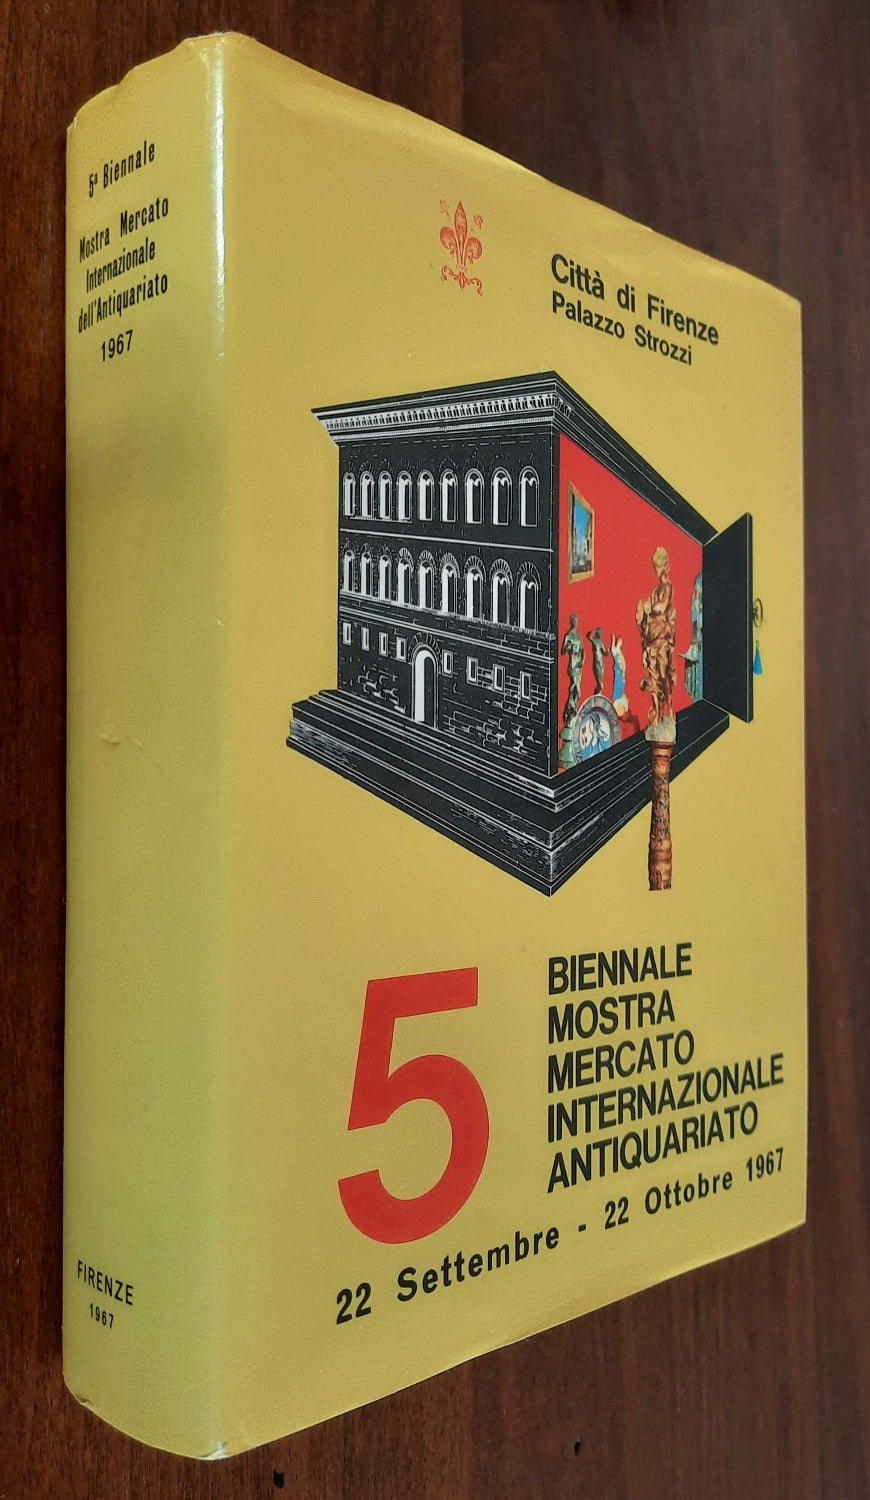 5ª Biennale
Mostra Mercato
Internazionale
dell'Antiquariato
1967
FIRENZE
1967
Città di Firenze
Palazzo Strozzi
5
BIENNALE
MOSTRA
MERCATO
INTERNAZIONALE
ANTIQUARIATO
22 Settembre - 22 Ottobre 1967